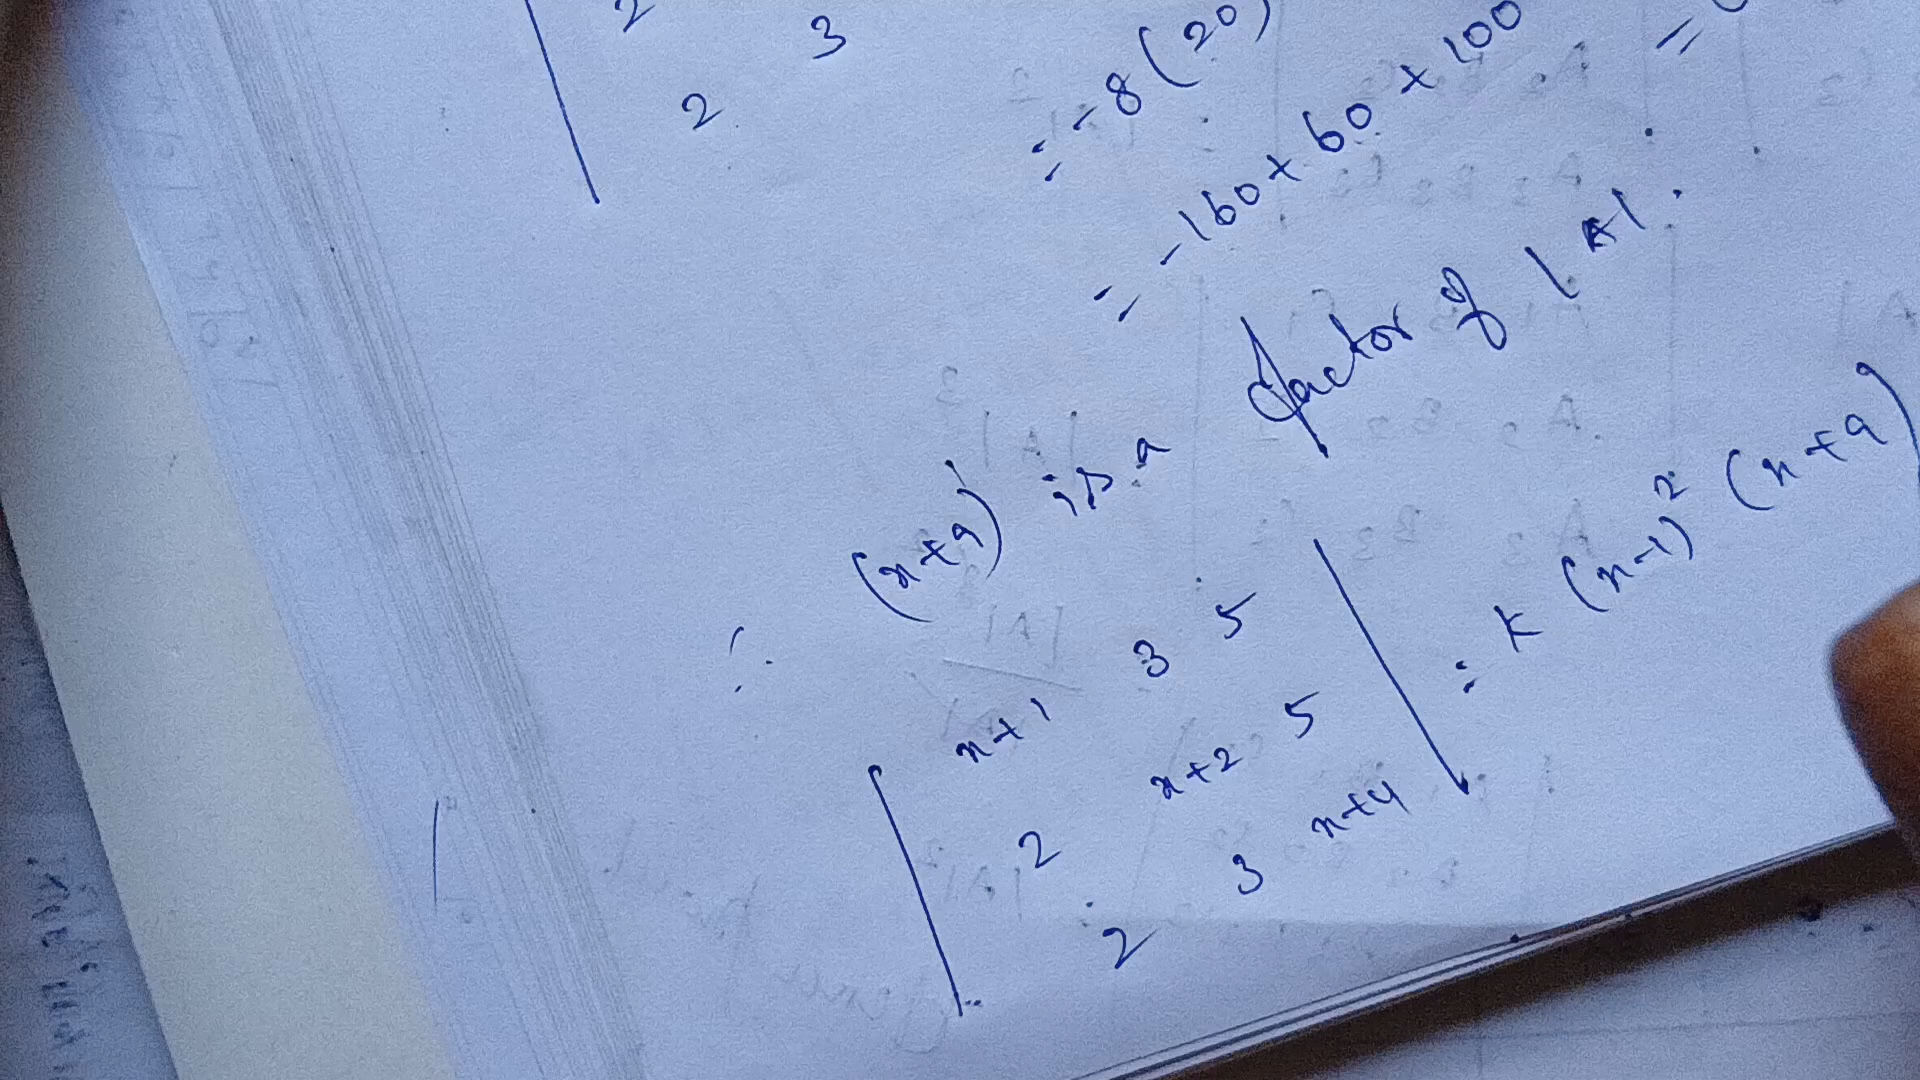 2
2 3
= -8(20)
= -160+60+100 =
∴ (x+9) is a factor of |A|.
| x+1 3 5 |
| 2 x+2 5 | = k (x-1)² (x+9)
| 2 3 x+4 |